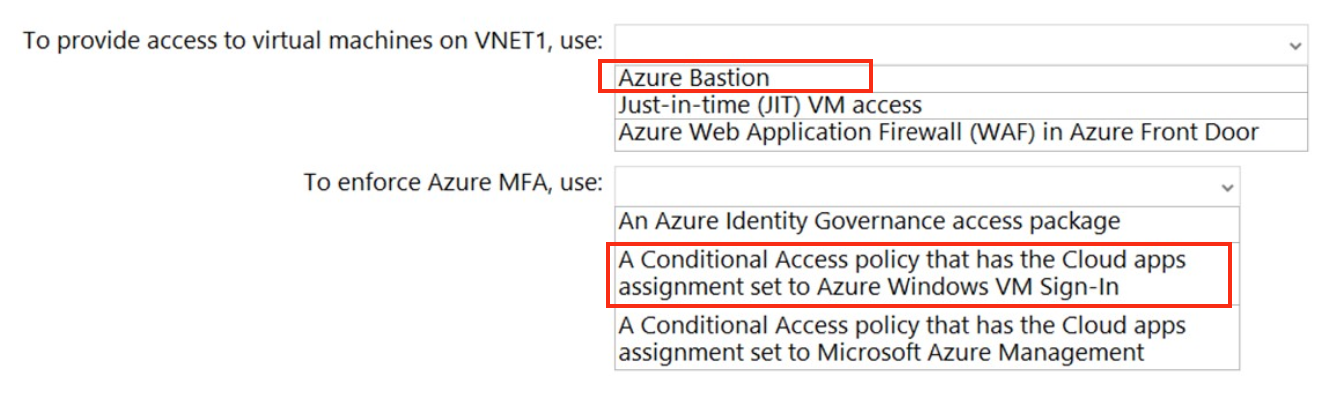 To provide access to virtual machines on VNET1, use:
Azure Bastion
Just-in-time (JIT) VM access
Azure Web Application Firewall (WAF) in Azure Front Door
To enforce Azure MFA, use:
An Azure Identity Governance access package
A Conditional Access policy that has the Cloud apps
assignment set to Azure Windows VM Sign-In
A Conditional Access policy that has the Cloud apps
assignment set to Microsoft Azure Management